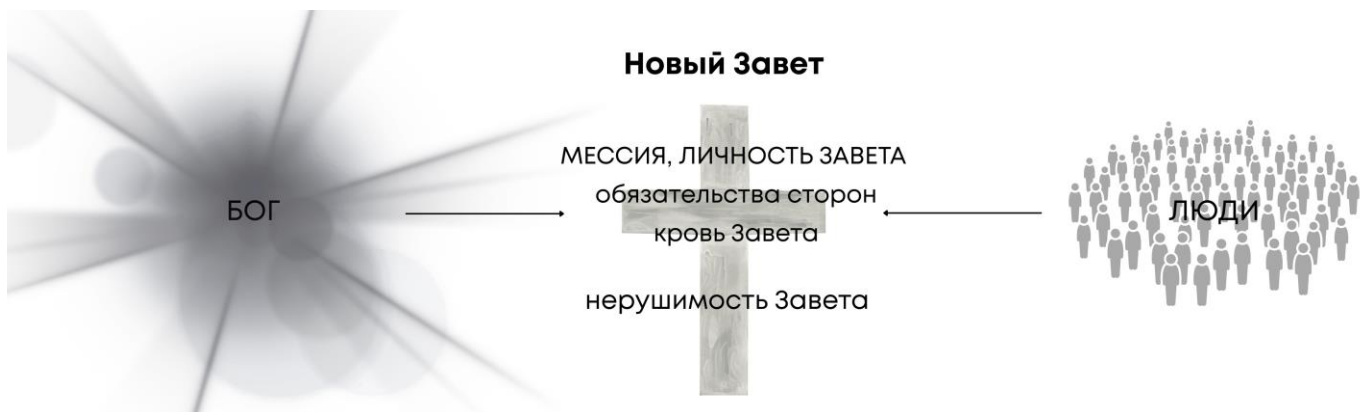 Новый Завет
МЕССИЯ, ЛИЧНОСТЬ ЗАВЕТА
обязательства сторон
кровь Завета
нерушимость Завета
БОГ
ЛЮДИ